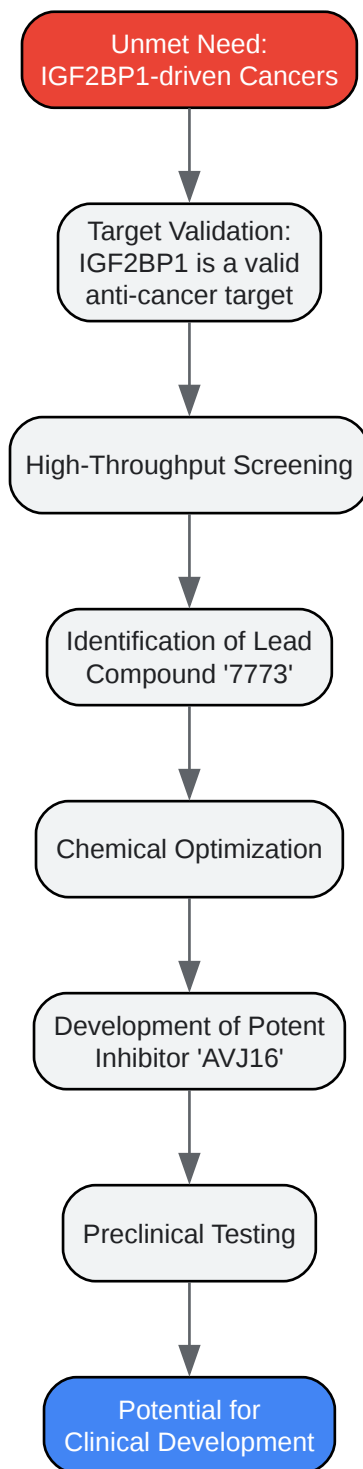 Unmet Need:
IGF2BP1-driven Cancers
Target Validation:
IGF2BP1 is a valid
anti-cancer target
High-Throughput Screening
Identification of Lead
Compound '7773'
Chemical Optimization
Development of Potent
Inhibitor 'AVJ16'
Preclinical Testing
Potential for
Clinical Development